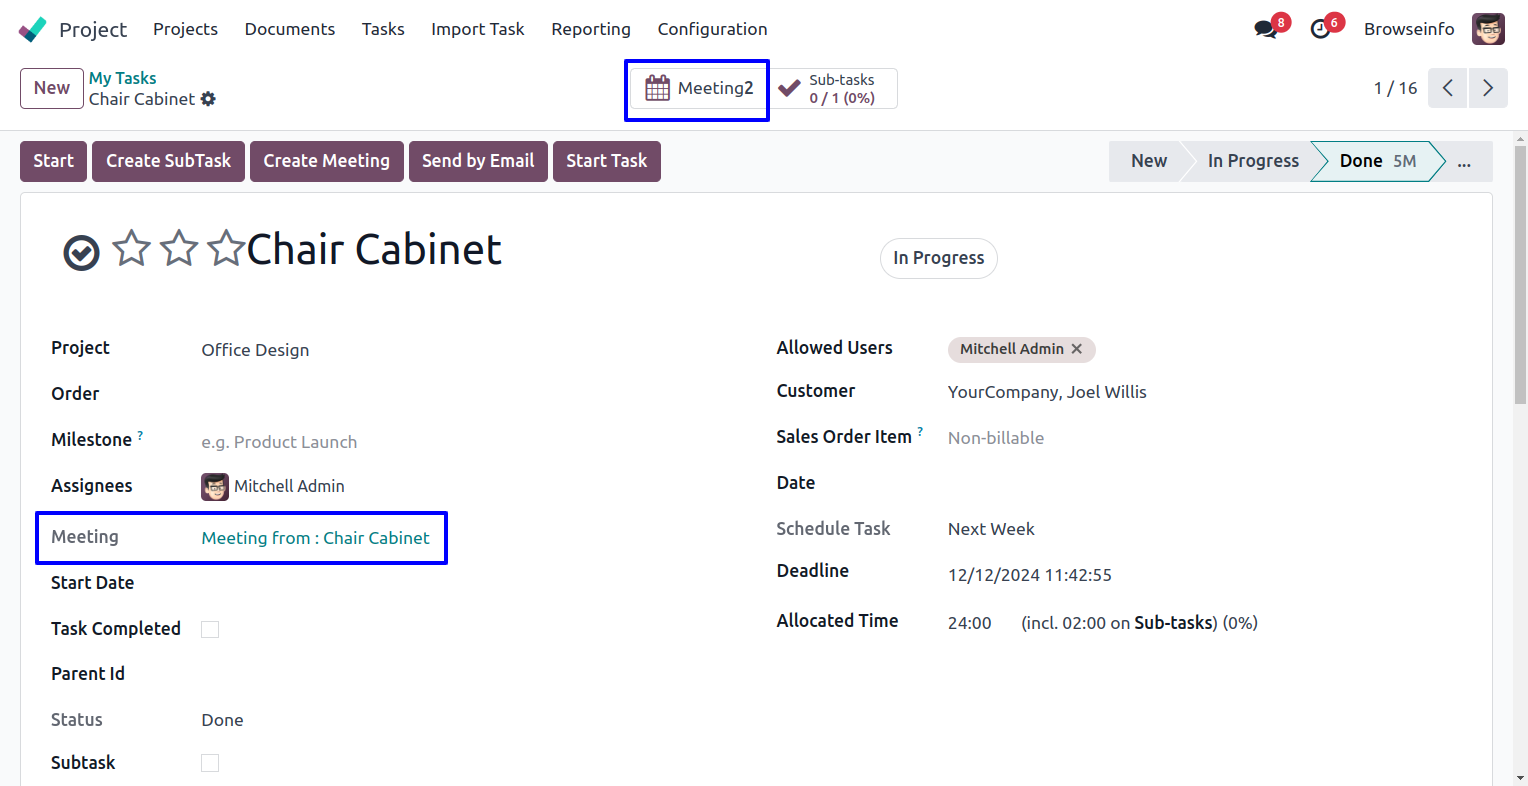 Project Projects Documents Tasks Import Task Reporting Configuration 8 6 Browseinfo
New My Tasks
Chair Cabinet
Meeting2
Sub-tasks
0 / 1 (0%)
1 / 16
Start Create SubTask Create Meeting Send by Email Start Task New In Progress Done 5M ...
Chair Cabinet
In Progress
Project Office Design
Order
Milestone ? e.g. Product Launch
Assignees Mitchell Admin
Meeting Meeting from : Chair Cabinet
Start Date
Task Completed
Parent Id
Status Done
Subtask
Allowed Users Mitchell Admin ×
Customer YourCompany, Joel Willis
Sales Order Item ? Non-billable
Date
Schedule Task Next Week
Deadline 12/12/2024 11:42:55
Allocated Time 24:00 (incl. 02:00 on Sub-tasks) (0%)